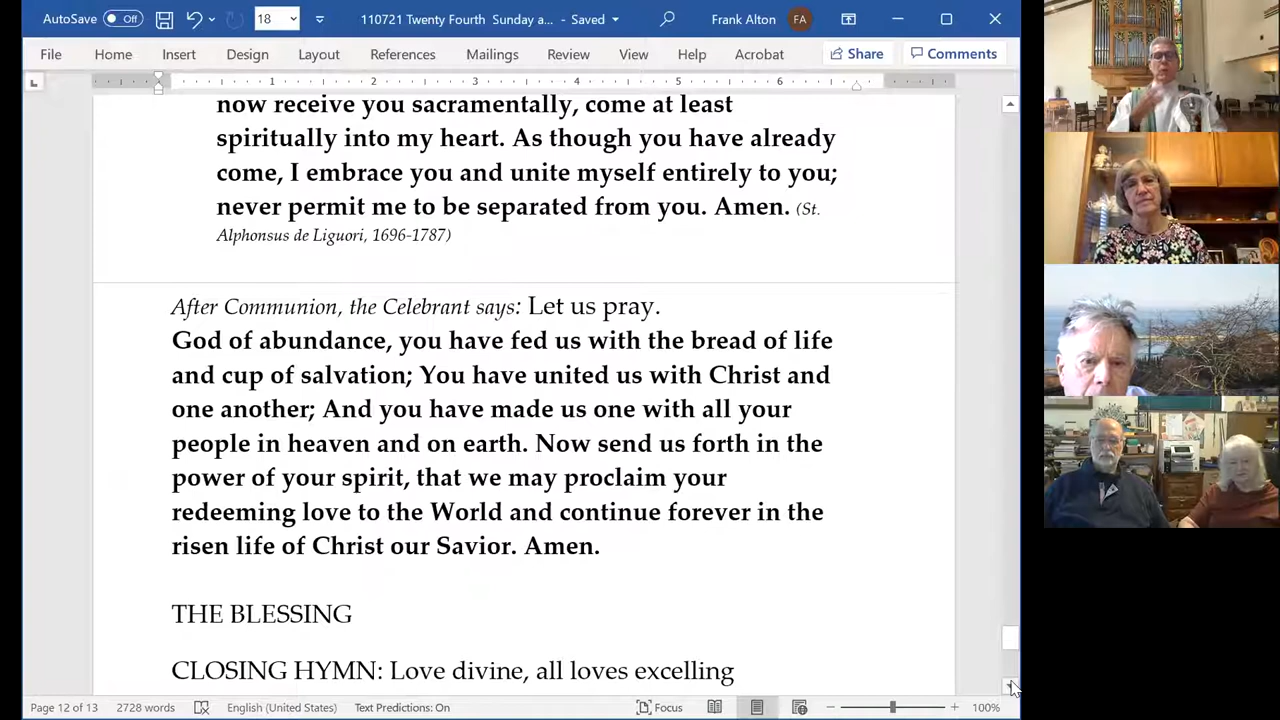 AutoSave Off 18 110721 Twenty Fourth Sunday a... - Saved Frank Alton FA
File Home Insert Design Layout References Mailings Review View Help Acrobat Share Comments
1 2 3 4 5 6
now receive you sacramentally, come at least
spiritually into my heart. As though you have already
come, I embrace you and unite myself entirely to you;
never permit me to be separated from you. Amen. (St.
Alphonsus de Liguori, 1696-1787)
After Communion, the Celebrant says: Let us pray.
God of abundance, you have fed us with the bread of life
and cup of salvation; You have united us with Christ and
one another; And you have made us one with all your
people in heaven and on earth. Now send us forth in the
power of your spirit, that we may proclaim your
redeeming love to the World and continue forever in the
risen life of Christ our Savior. Amen.
THE BLESSING
CLOSING HYMN: Love divine, all loves excelling
Page 12 of 13 2728 words English (United States) Text Predictions: On Focus 100%